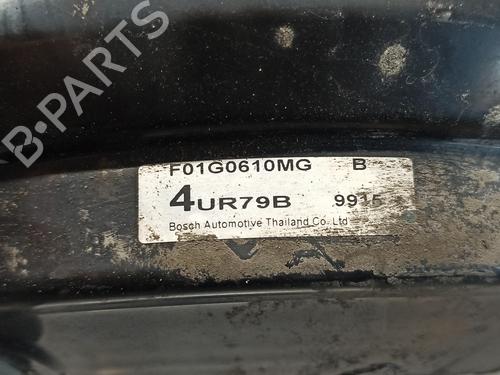 B-PARTS
F01G0610MG B
4UR79B 9915
Bosch Automotive Thailand Co. Ltd